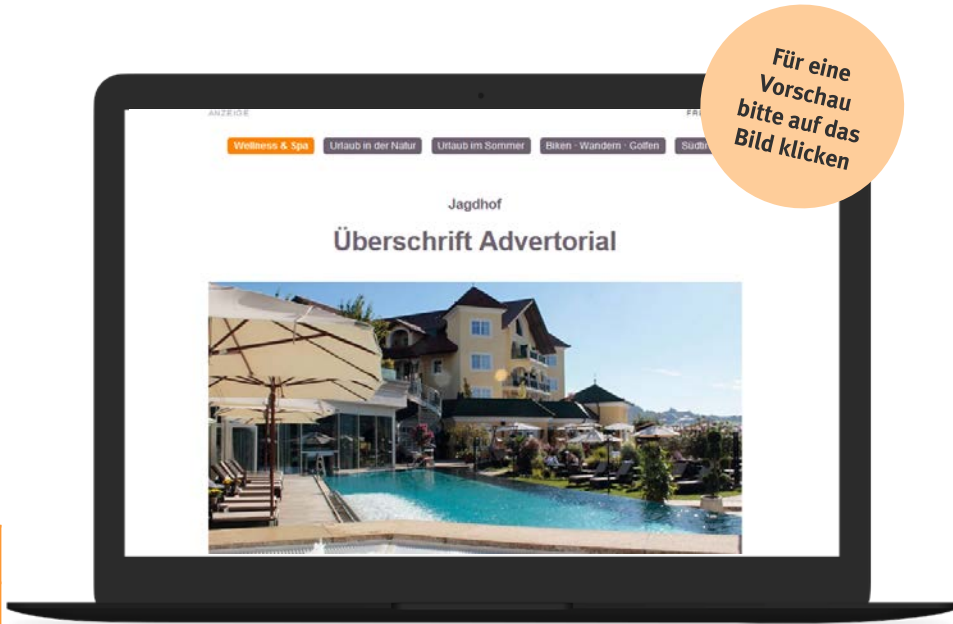 Für eine
Vorschau
bitte auf das
Bild klicken
ANZEIGE
Wellness & Spa
Urlaub in der Natur
Urlaub im Sommer
Biken · Wandern · Golfen
Jagdhof
Überschrift Advertorial